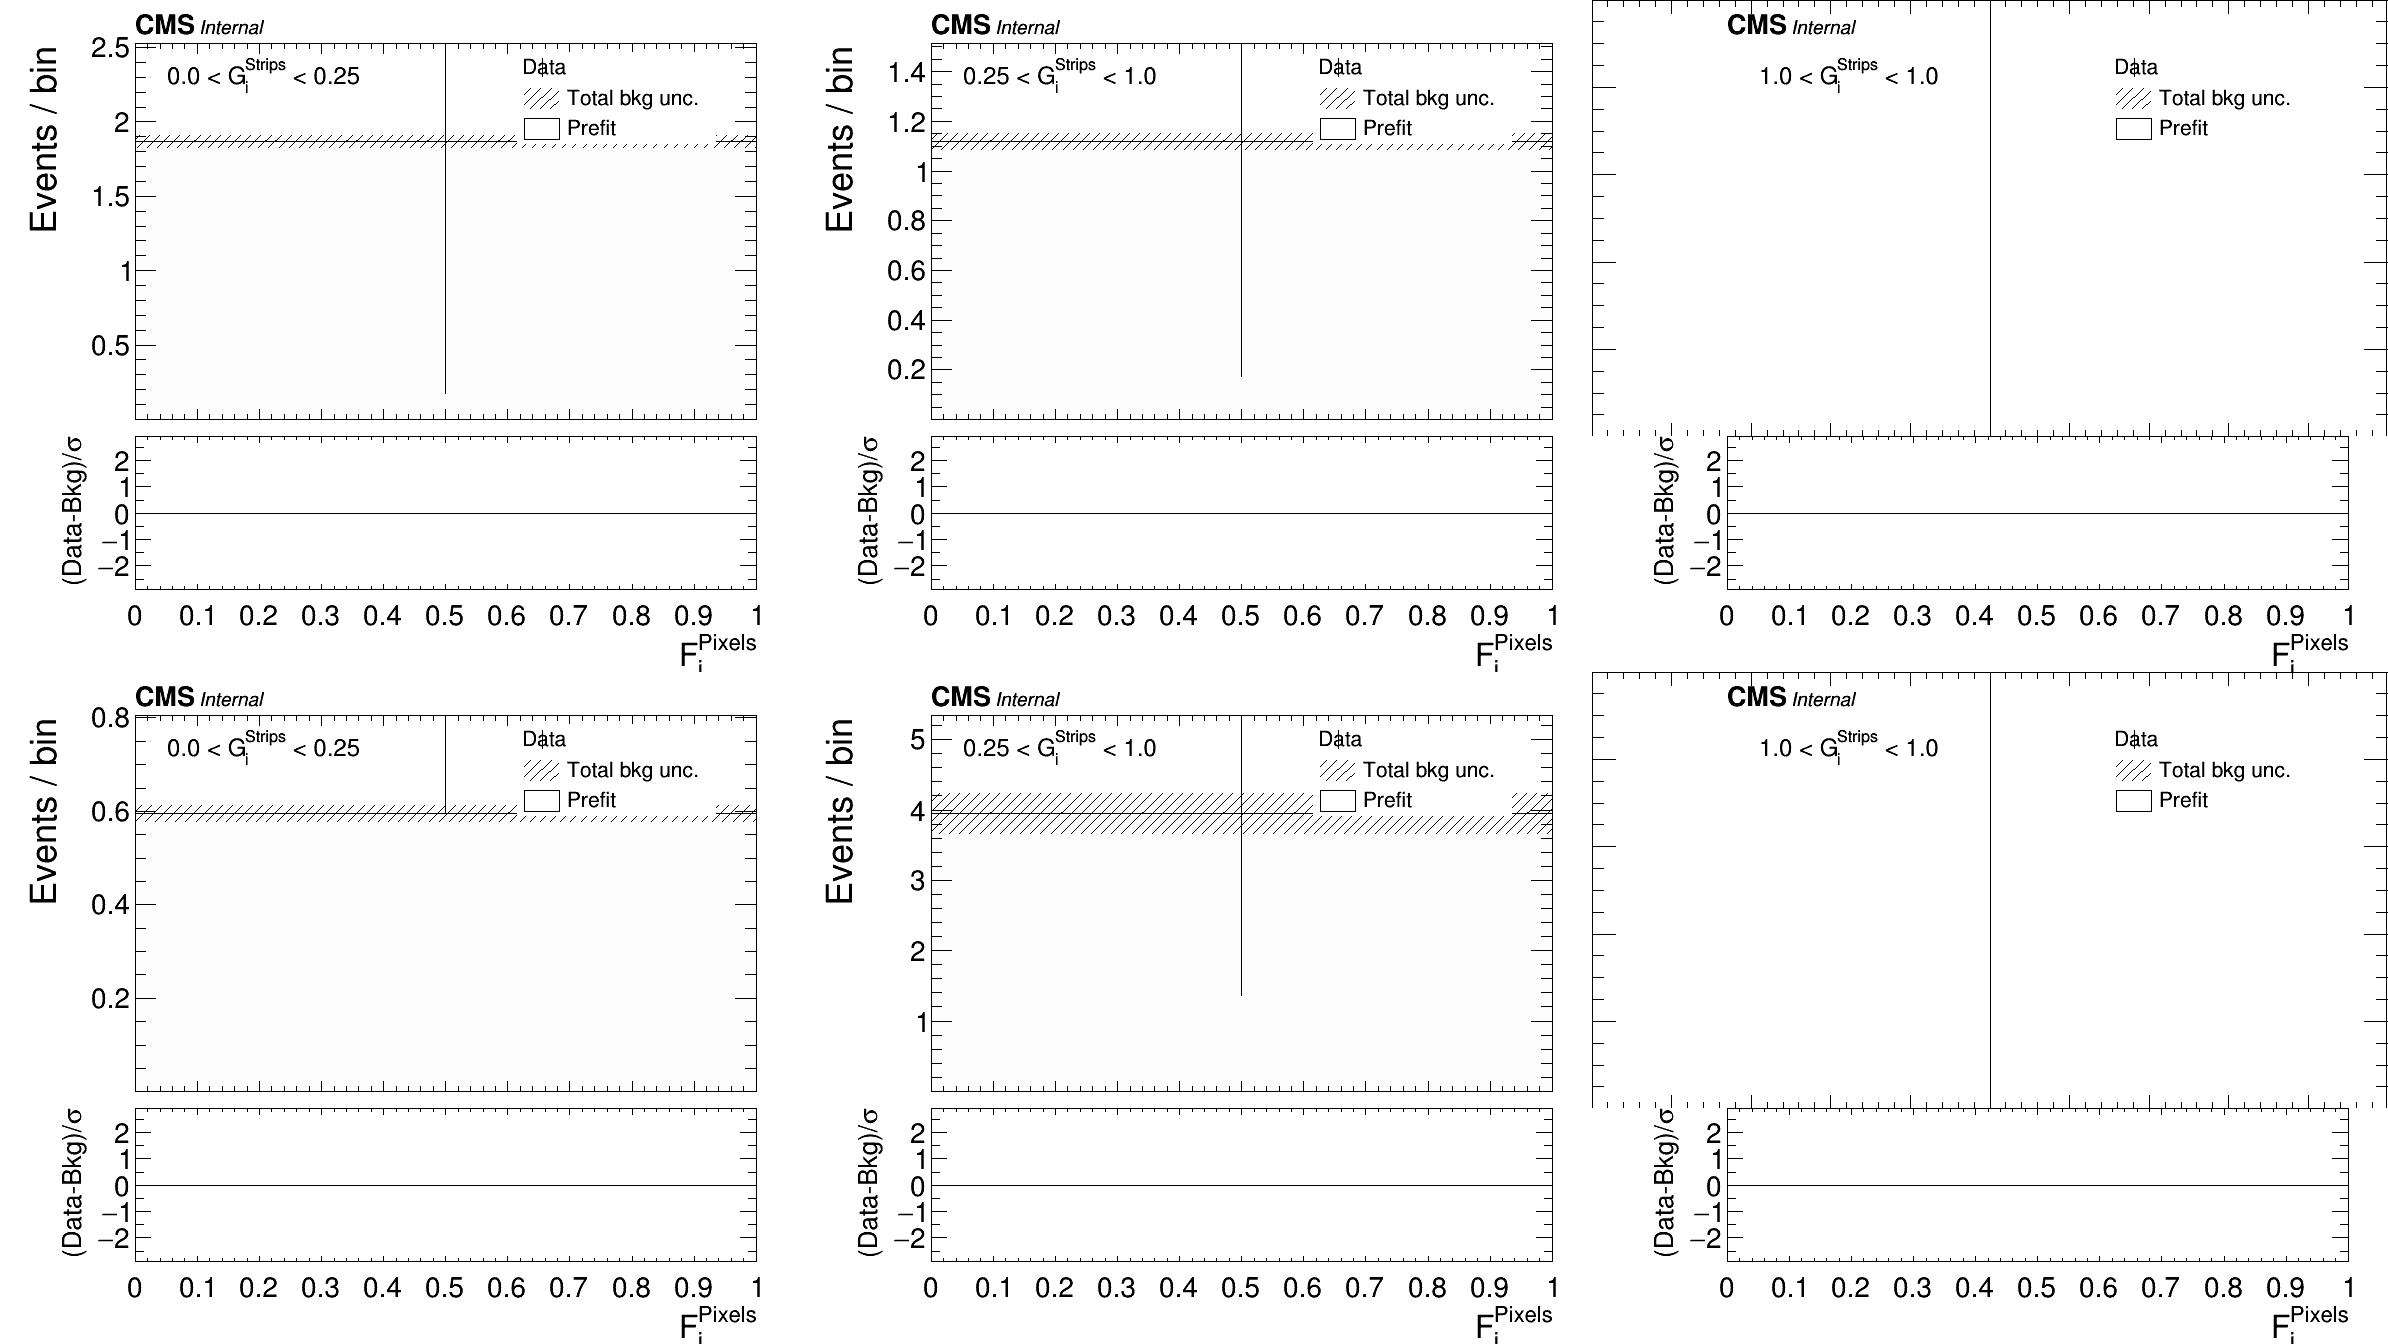 CMS Internal
Events / bin
0.0 < G_i^Strips < 0.25
Data
Total bkg unc.
Prefit
2.5
2
1.5
1
0.5
(Data-Bkg)/σ
2
1
0
−1
−2
0 0.1 0.2 0.3 0.4 0.5 0.6 0.7 0.8 0.9 1
F_i^Pixels
CMS Internal
Events / bin
0.25 < G_i^Strips < 1.0
Data
Total bkg unc.
Prefit
1.4
1.2
1
0.8
0.6
0.4
0.2
(Data-Bkg)/σ
2
1
0
−1
−2
0 0.1 0.2 0.3 0.4 0.5 0.6 0.7 0.8 0.9 1
F_i^Pixels
CMS Internal
1.0 < G_i^Strips < 1.0
Data
Total bkg unc.
Prefit
(Data-Bkg)/σ
2
1
0
−1
−2
0 0.1 0.2 0.3 0.4 0.5 0.6 0.7 0.8 0.9 1
F_i^Pixels
CMS Internal
Events / bin
0.0 < G_i^Strips < 0.25
Data
Total bkg unc.
Prefit
0.8
0.6
0.4
0.2
(Data-Bkg)/σ
2
1
0
−1
−2
0 0.1 0.2 0.3 0.4 0.5 0.6 0.7 0.8 0.9 1
F_i^Pixels
CMS Internal
Events / bin
0.25 < G_i^Strips < 1.0
Data
Total bkg unc.
Prefit
5
4
3
2
1
(Data-Bkg)/σ
2
1
0
−1
−2
0 0.1 0.2 0.3 0.4 0.5 0.6 0.7 0.8 0.9 1
F_i^Pixels
CMS Internal
1.0 < G_i^Strips < 1.0
Data
Total bkg unc.
Prefit
(Data-Bkg)/σ
2
1
0
−1
−2
0 0.1 0.2 0.3 0.4 0.5 0.6 0.7 0.8 0.9 1
F_i^Pixels